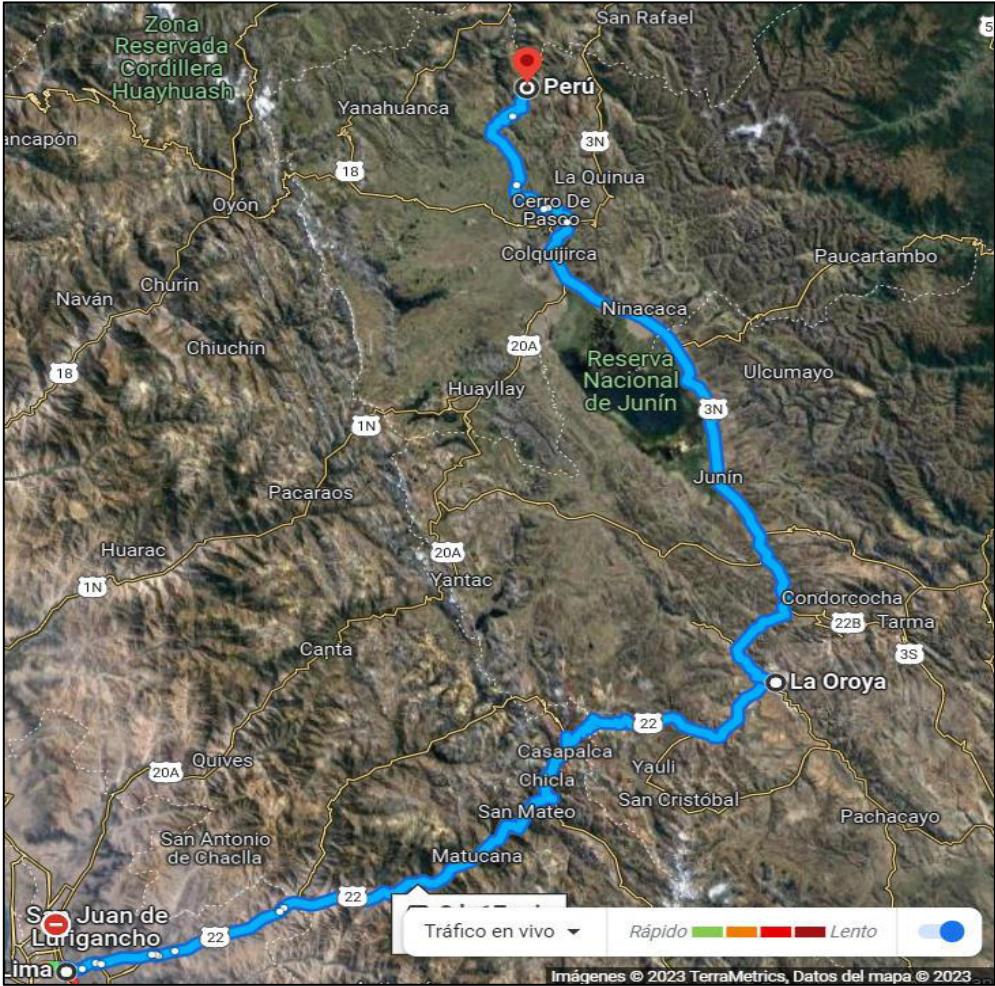 San Rafael
5
Zona
Reservada
Cordillera
Huayhuash
Perú
Yanahuanca
ancapón
3N
18
La Quinua
Cerro De
Pasco
Oyón
Colquijirca
Paucartambo
Churín
Naván
Ninacaca
20A
Chiuchín
Reserva
Nacional
de Junín
18
Ulcumayo
Huayllay
3N
1N
Junín
Pacaraos
Huarac
20A
Yantac
1N
Condorcocha
22B
Tarma
Canta
3S
La Oroya
22
Casapalca
Quives
20A
Yauli
Chicla
San Cristóbal
San Mateo
Pachacayo
San Antonio
de Chaclla
Matucana
22
San Juan de
Lurigancho
22
Tráfico en vivo
Rápido
Lento
Lima
Imágenes © 2023 TerraMetrics, Datos del mapa © 2023